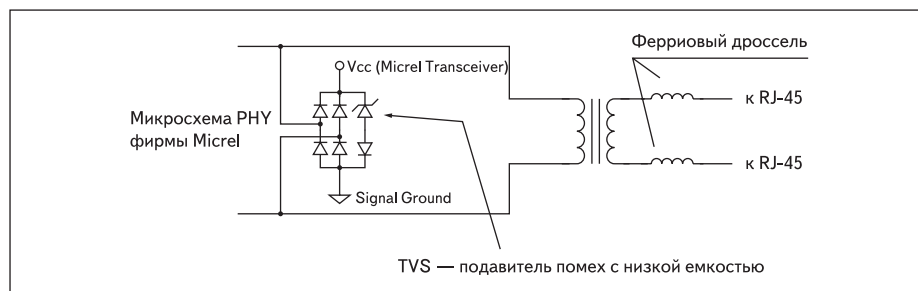 Ферриовый дроссель
Vcc (Micrel Transceiver)
к RJ-45
Микросхема PHY
фирмы Micrel
к RJ-45
Signal Ground
TVS — подавитель помех с низкой емкостью